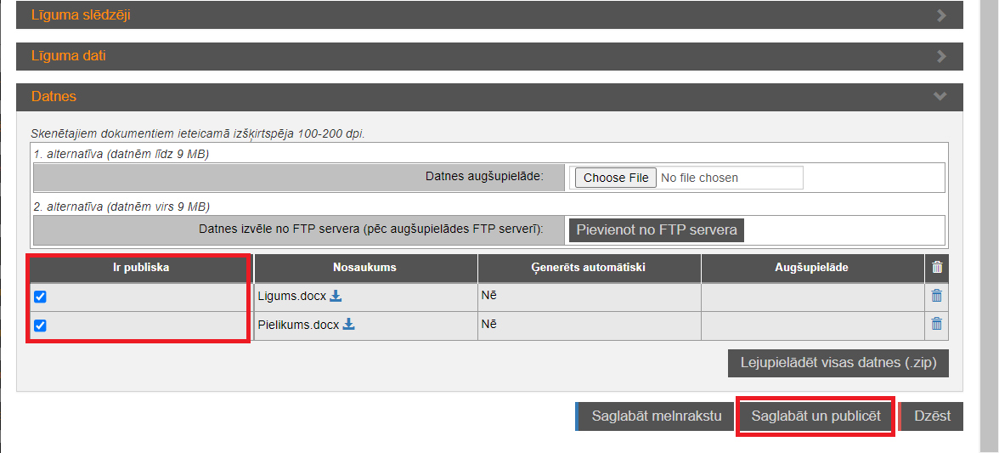 Līguma slēdzēji
Līguma dati
Datnes
Skenētajiem dokumentiem ieteicamā izšķirtspēja 100-200 dpi.
1. alternatīva (datnēm līdz 9 MB)
Datnes augšupielāde: Choose File No file chosen
2. alternatīva (datnēm virs 9 MB)
Datnes izvēle no FTP servera (pēc augšupielādes FTP serverī): Pievienot no FTP servera
Ir publiska Nosaukums Ģenerēts automātiski Augšupielāde
Ligums.docx Nē
Pielikums.docx Nē
Lejupielādēt visas datnes (.zip)
Saglabāt melnrakstu Saglabāt un publicēt Dzēst